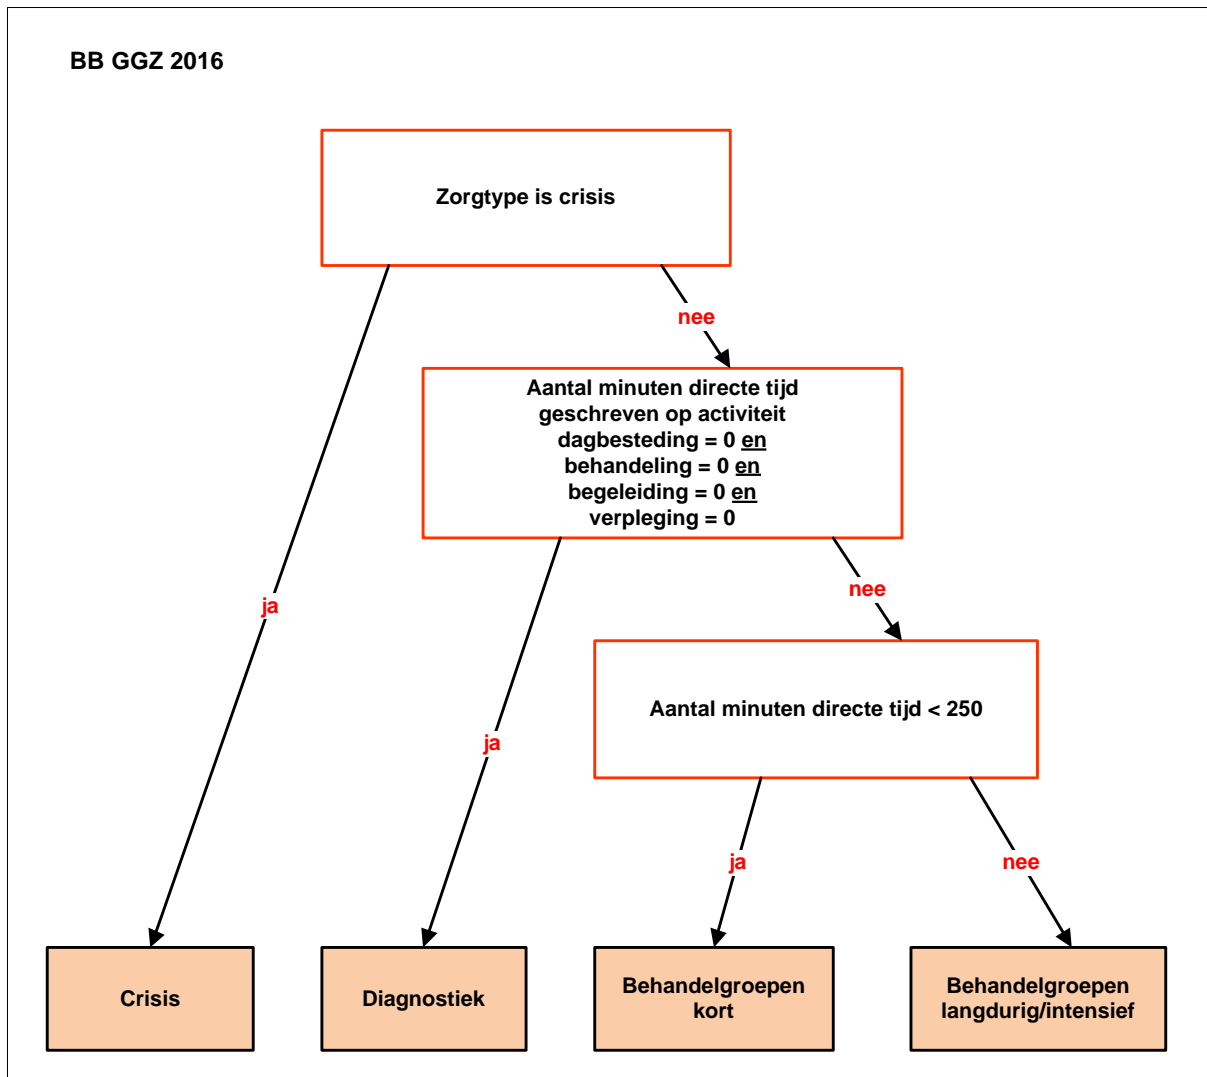 BB GGZ 2016
Zorgtype is crisis
nee
Aantal minuten directe tijd
geschreven op activiteit
dagbesteding = 0 en
behandeling = 0 en
begeleiding = 0 en
verpleging = 0
nee
ja
Aantal minuten directe tijd < 250
ja
ja
nee
Crisis
Diagnostiek
Behandelgroepen
kort
Behandelgroepen
langdurig/intensief